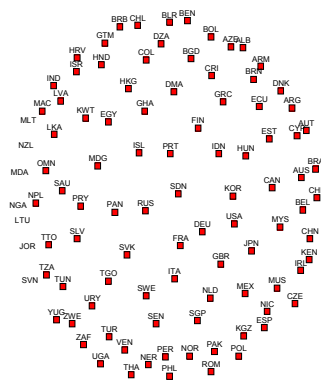 BRB CHL BLR BEN
GTM DZA BOL
AZE ALB
HRV HND COL BGD ARM
ISR CRI BRN
IND HKG DMA DNK
LVA GRC ECU ARG
MAC KWT EGY GHA
MLT LKA FIN EST CYP AUT
NZL ISL PRT IDN HUN
MDA OMN MDG BRA
AUS
SAU SDN KOR CAN
NGA NPL PRY PAN RUS BEL
LTU USA MYS
JOR TTO SLV DEU CHN
FRA JPN
SVK GBR KEN
TZA IRL
SVN TUN TGO ITA MUS
SWE NLD MEX
URY NIC CZE
YUG ZWE SEN SGP ESP
ZAF TUR KGZ
VEN PER NOR PAK POL
UGA NER
THA PHL ROM